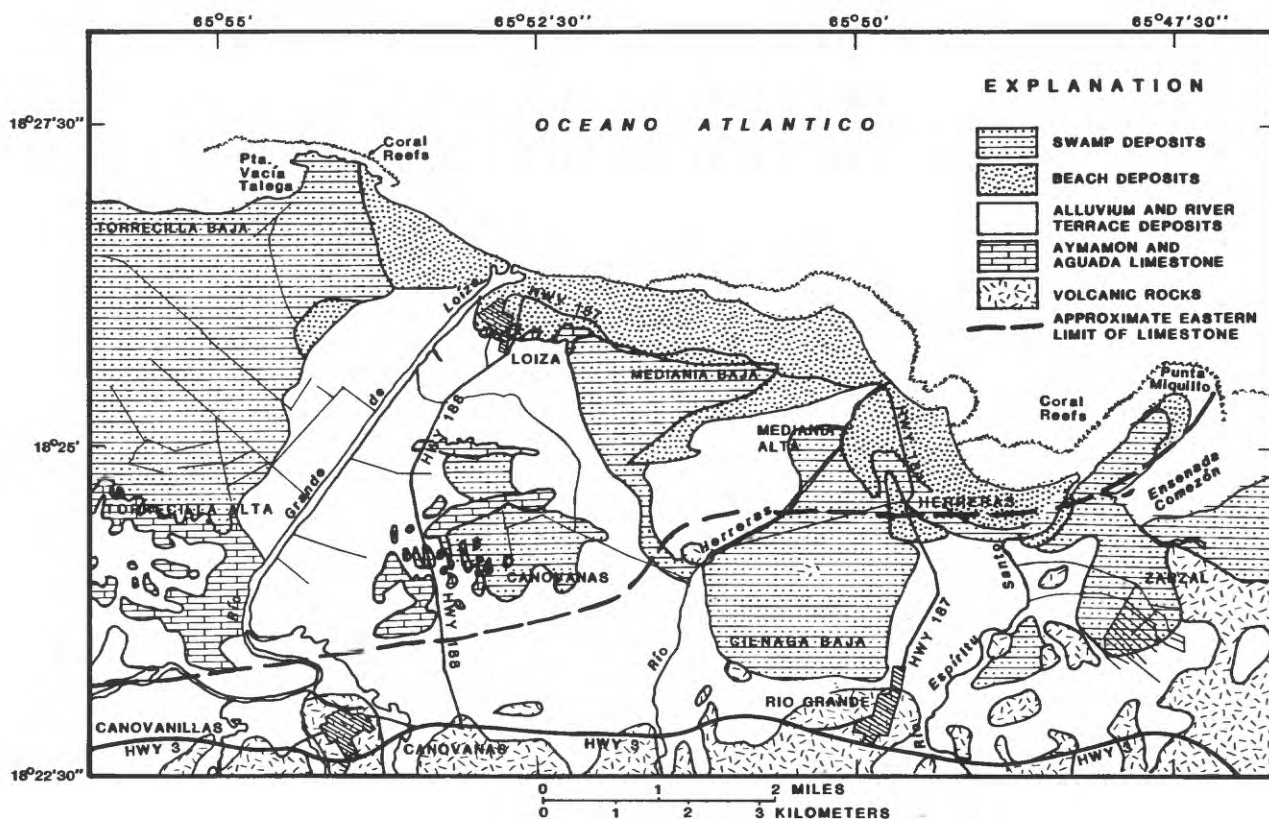 65°55'
65°52'30"
65°50'
65°47'30"
18°27'30"
18°25'
18°22'30"
OCEANO ATLANTICO
EXPLANATION
SWAMP DEPOSITS
BEACH DEPOSITS
ALLUVIUM AND RIVER
TERRACE DEPOSITS
AYMAMON AND
AGUADA LIMESTONE
VOLCANIC ROCKS
APPROXIMATE EASTERN
LIMIT OF LIMESTONE
Coral
Reefs
Pta.
Vacía
Talega
TORRECILLA BAJA
Río Grande de Loiza
HWY 187
LOIZA
MEDIANIA BAJA
HWY 188
MEDIANIA
ALTA
HWY 187
Coral
Reefs
Punta
Miquillo
Ensenada
Comezón
TORRECILLA ALTA
HERRERAS
Río Herreras
CANOVANAS
HWY 188
ZARZAL
CIENAGA BAJA
HWY 187
Río Espíritu Santo
RIO GRANDE
CANOVANILLAS
HWY 3
CANOVANAS
HWY 3
HWY 3
0 1 2 MILES
0 1 2 3 KILOMETERS